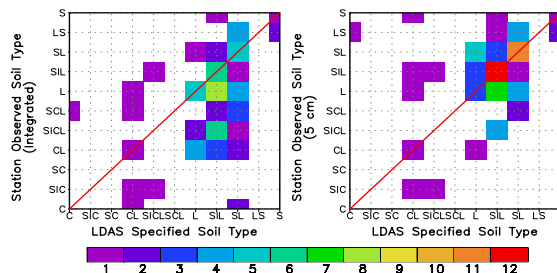 Station Observed Soil Type
(Integrated)
S
LS
SL
SIL
L
SCL
SICL
CL
SC
SIC
C
C SIC SC CL SICLSCL L SIL SL LS S
LDAS Specified Soil Type
Station Observed Soil Type
(5 cm)
S
LS
SL
SIL
L
SCL
SICL
CL
SC
SIC
C
C SIC SC CL SICLSCL L SIL SL LS S
LDAS Specified Soil Type
1 2 3 4 5 6 7 8 9 10 11 12